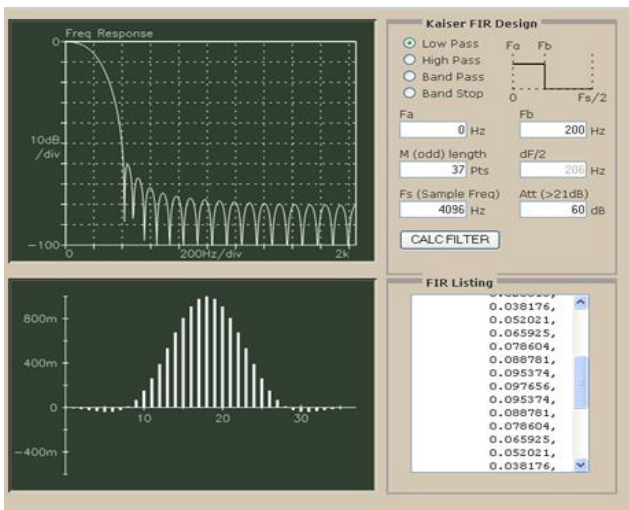 Freq Response
0
10dB
/div
-100
0
200Hz/div
2k
Kaiser FIR Design
Low Pass
High Pass
Band Pass
Band Stop
Fa Fb
0 Fs/2
Fa Fb
0 Hz 200 Hz
M (odd) length dF/2
37 Pts 206 Hz
Fs (Sample Freq) Att (>21dB)
4096 Hz 60 dB
CALC FILTER
800m
400m
0
-400m
10 20 30
FIR Listing
0.038176,
0.052021,
0.065925,
0.078604,
0.088781,
0.095374,
0.097656,
0.095374,
0.088781,
0.078604,
0.065925,
0.052021,
0.038176,